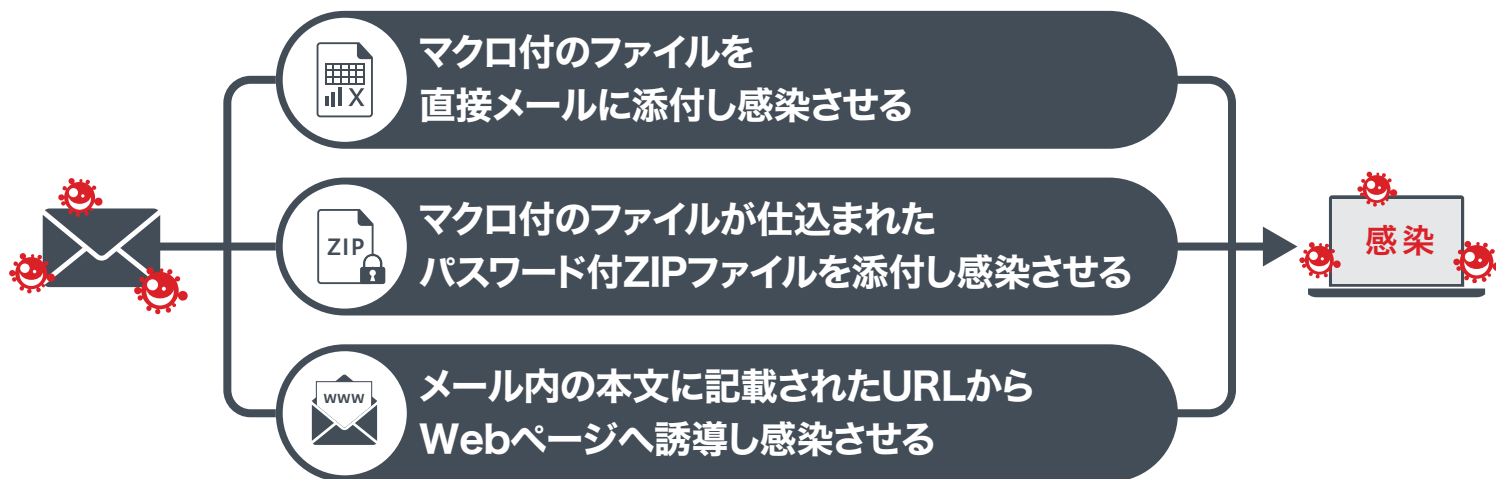 マクロ付のファイルを
直接メールに添付し感染させる
ZIP
マクロ付のファイルが仕込まれた
パスワード付ZIPファイルを添付し感染させる
www
メール内の本文に記載されたURLから
Webページへ誘導し感染させる
感染
X